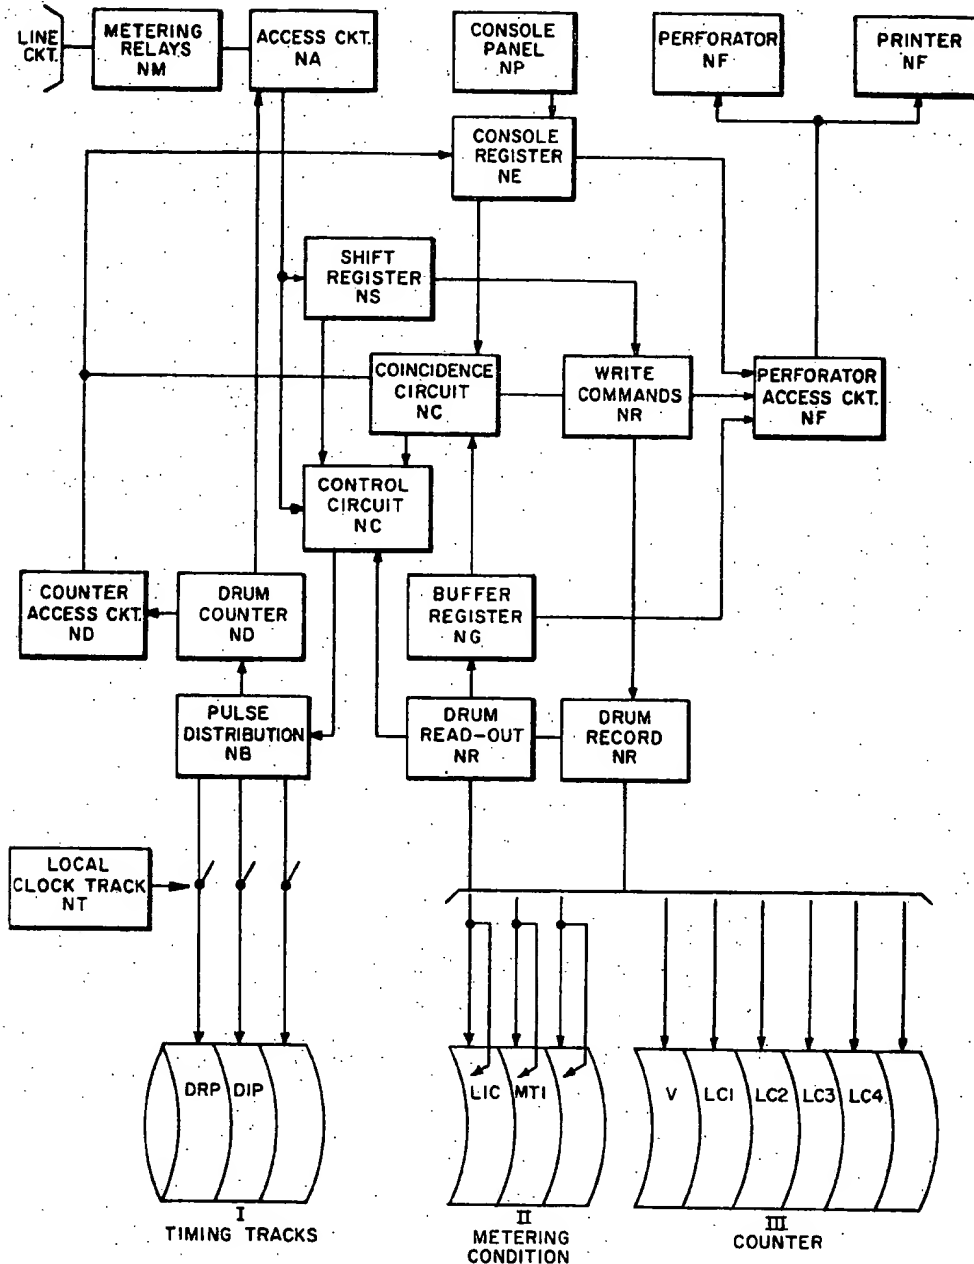 LINE
CKT.
METERING
RELAYS
NM
ACCESS CKT.
NA
CONSOLE
PANEL
NP
PERFORATOR
NF
PRINTER
NF
CONSOLE
REGISTER
NE
SHIFT
REGISTER
NS
COINCIDENCE
CIRCUIT
NC
WRITE
COMMANDS
NR
PERFORATOR
ACCESS CKT.
NF
CONTROL
CIRCUIT
NC
COUNTER
ACCESS CKT.
ND
DRUM
COUNTER
ND
BUFFER
REGISTER
NG
PULSE
DISTRIBUTION
NB
DRUM
READ-OUT
NR
DRUM
RECORD
NR
LOCAL
CLOCK TRACK
NT
DRP DIP
LIC MTI
V LC1 LC2 LC3 LC4
I
TIMING TRACKS
II
METERING
CONDITION
III
COUNTER